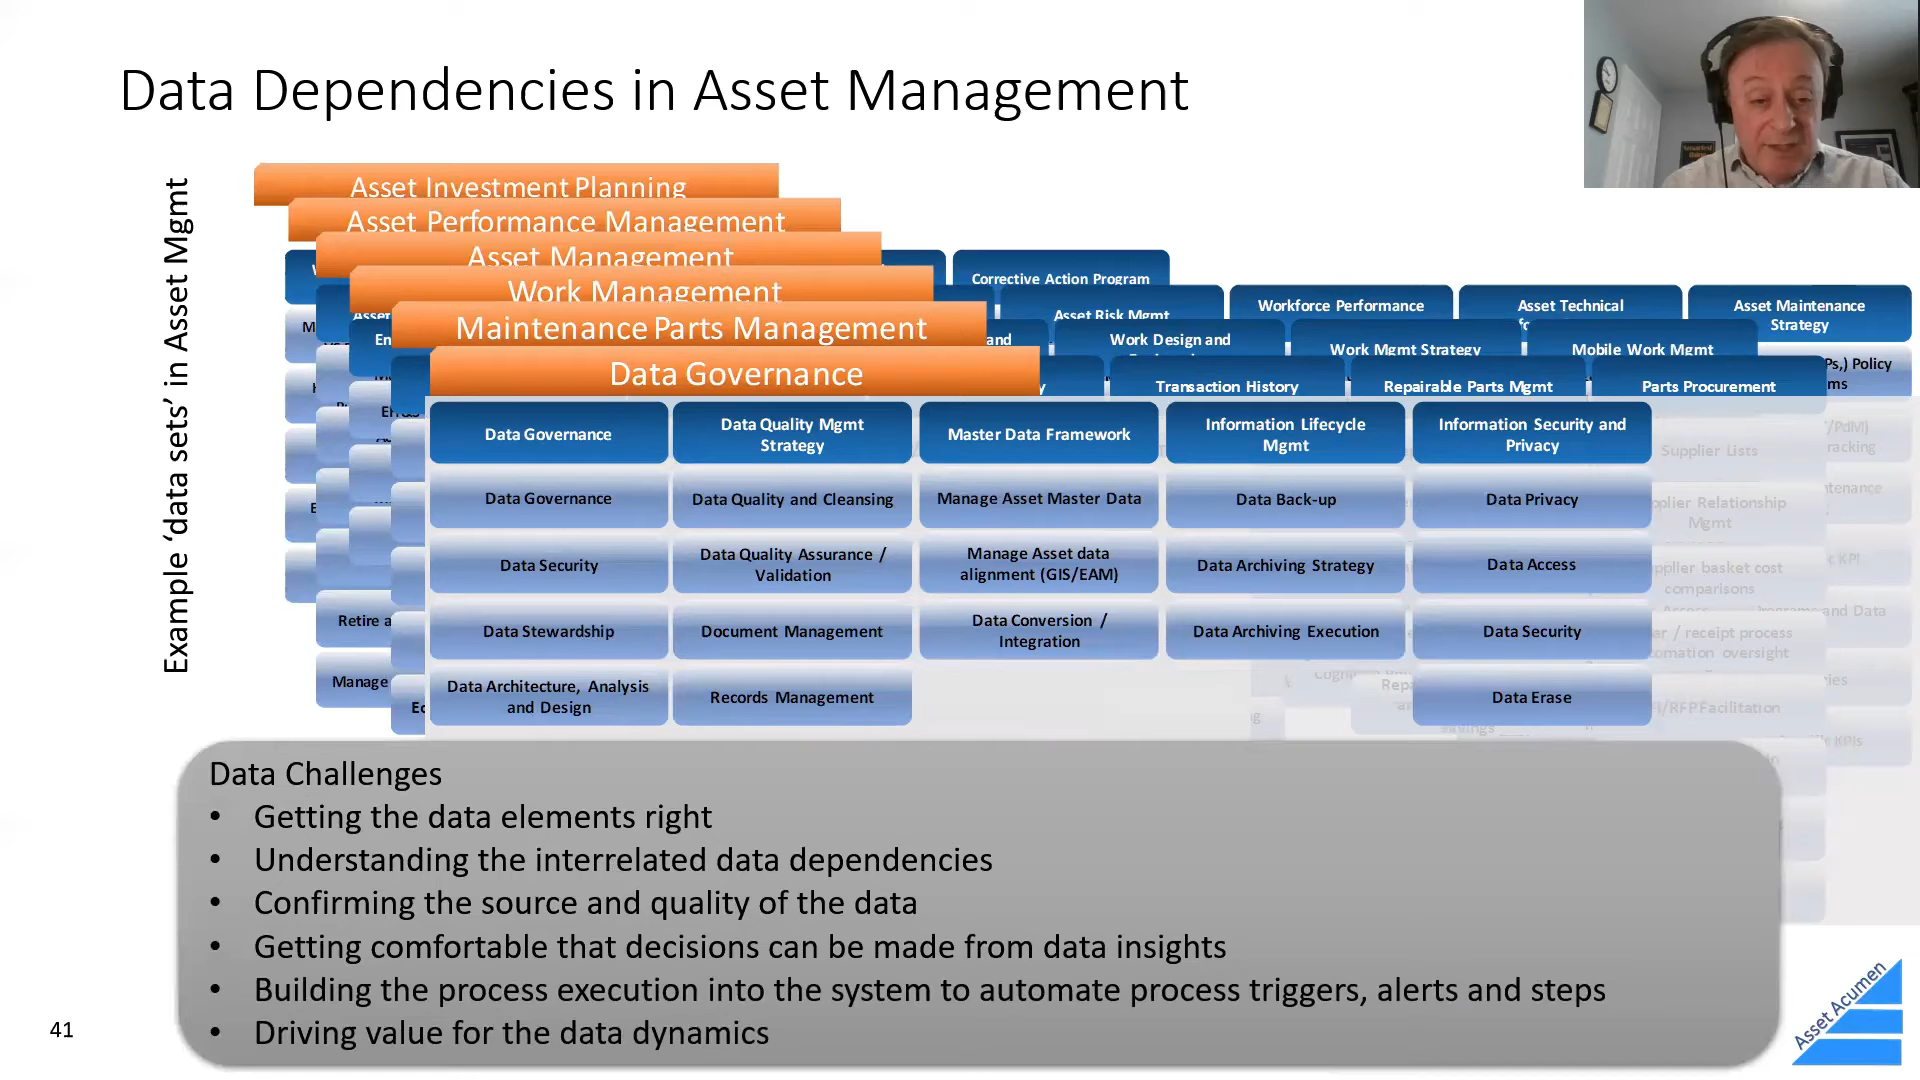 Data Dependencies in Asset Management
Example ‘data sets’ in Asset Mgmt
Asset Investment Planning
Asset Performance Management
Asset Management
Work Management
Maintenance Parts Management
Data Governance
Corrective Action Program
Asset Risk Mgmt
Workforce Performance
Asset Technical
Asset Maintenance
Strategy
Work Design and
Work Mgmt Strategy
Mobile Work Mgmt
Transaction History
Repairable Parts Mgmt
Parts Procurement
Policy
Data Governance
Data Quality Mgmt
Strategy
Master Data Framework
Information Lifecycle
Mgmt
Information Security and
Privacy
Data Governance
Data Quality and Cleansing
Manage Asset Master Data
Data Back-up
Data Privacy
Data Security
Data Quality Assurance /
Validation
Manage Asset data
alignment (GIS/EAM)
Data Archiving Strategy
Data Access
Data Stewardship
Document Management
Data Conversion /
Integration
Data Archiving Execution
Data Security
Data Architecture, Analysis
and Design
Records Management
Data Erase
Supplier Lists
Relationship
Mgmt
basket cost
comparisons
/ receipt process
oversight
Facilitation
Retire
Manage
Data Challenges
• Getting the data elements right
• Understanding the interrelated data dependencies
• Confirming the source and quality of the data
• Getting comfortable that decisions can be made from data insights
• Building the process execution into the system to automate process triggers, alerts and steps
• Driving value for the data dynamics
41
Asset Acumen